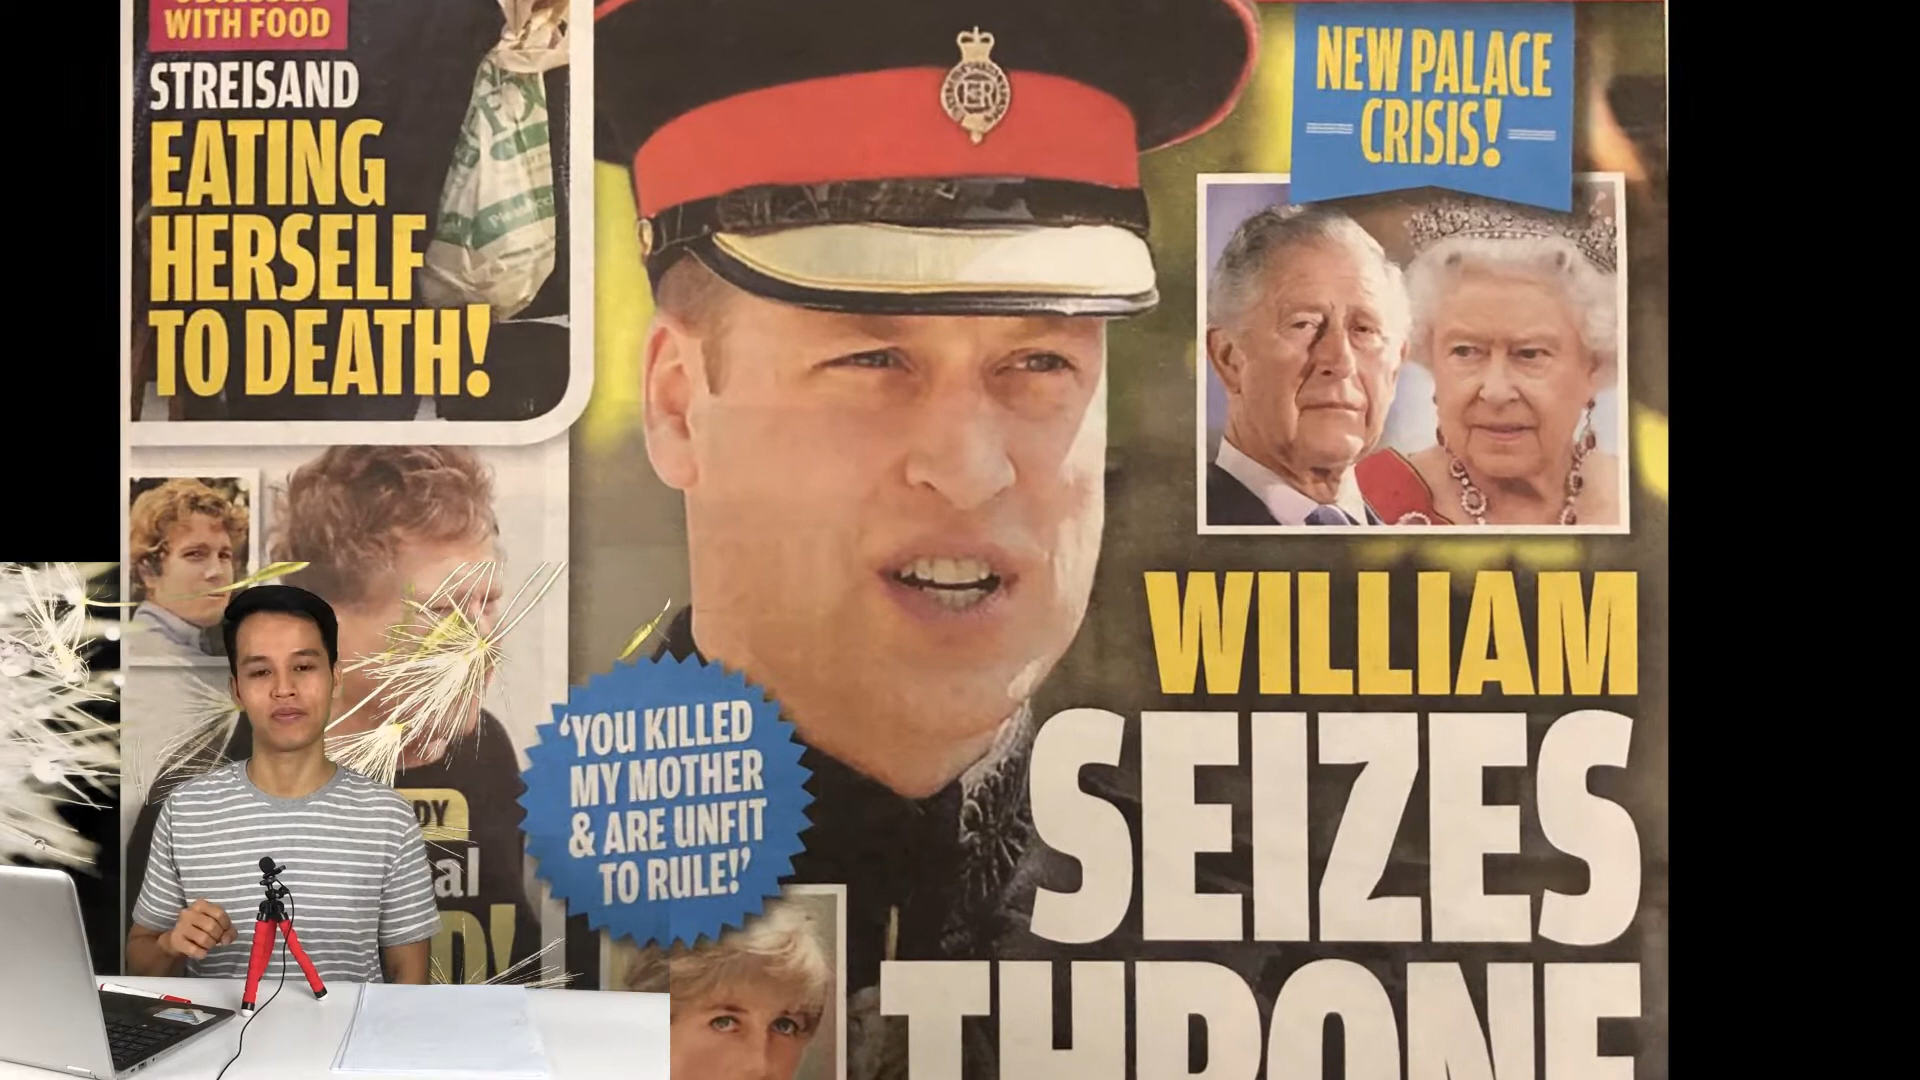 WITH FOOD
STREISAND
EATING
HERSELF
TO DEATH!
NEW PALACE
CRISIS!
WILLIAM
SEIZES
THRONE
'YOU KILLED
MY MOTHER
& ARE UNFIT
TO RULE!'